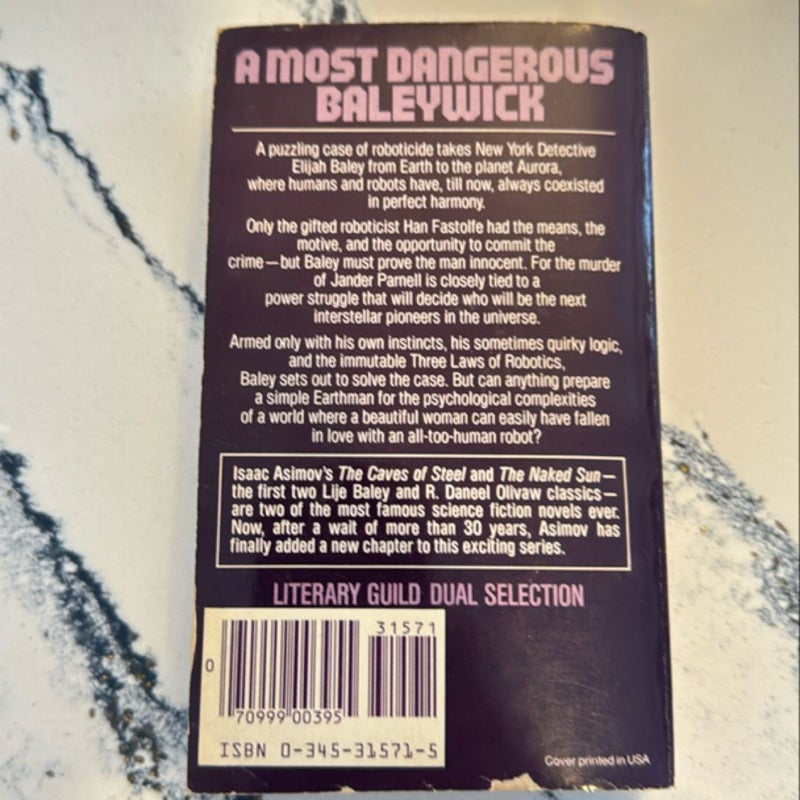 A MOST DANGEROUS
BALEYWICK
A puzzling case of roboticide takes New York Detective
Elijah Baley from Earth to the planet Aurora,
where humans and robots have, till now, always coexisted
in perfect harmony.
Only the gifted roboticist Han Fastolfe had the means, the
motive, and the opportunity to commit the
crime—but Baley must prove the man innocent. For the murder
of Jander Parnell is closely tied to a
power struggle that will decide who will be the next
interstellar pioneers in the universe.
Armed only with his own instincts, his sometimes quirky logic,
and the immutable Three Laws of Robotics,
Baley sets out to solve the case. But can anything prepare
a simple Earthman for the psychological complexities
of a world where a beautiful woman can easily have fallen
in love with an all-too-human robot?
Isaac Asimov's The Caves of Steel and The Naked Sun—
the first two Lije Baley and R. Daneel Olivaw classics—
are two of the most famous science fiction novels ever.
Now, after a wait of more than 30 years, Asimov has
finally added a new chapter to this exciting series.
LITERARY GUILD DUAL SELECTION
31571
0
70999 00395
ISBN 0-345-31571-5
Cover printed in USA